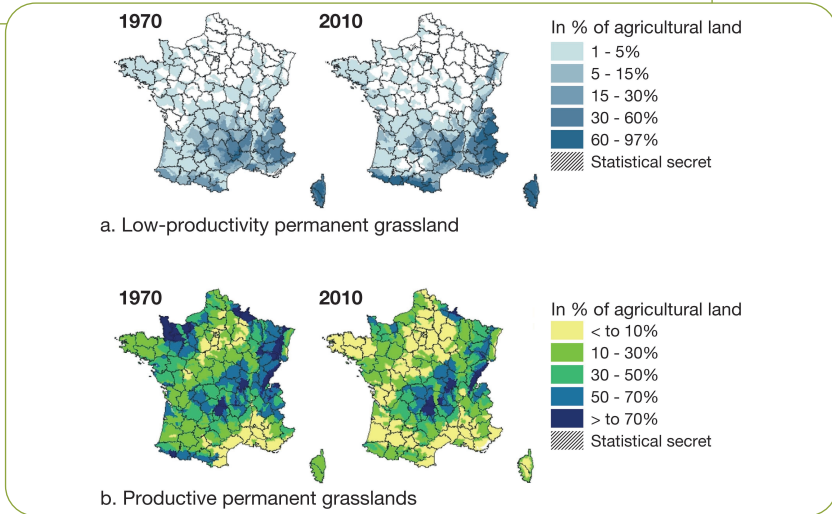 1970
2010
In % of agricultural land
1 - 5%
5 - 15%
15 - 30%
30 - 60%
60 - 97%
Statistical secret
a. Low-productivity permanent grassland
1970
2010
In % of agricultural land
< to 10%
10 - 30%
30 - 50%
50 - 70%
> to 70%
Statistical secret
b. Productive permanent grasslands